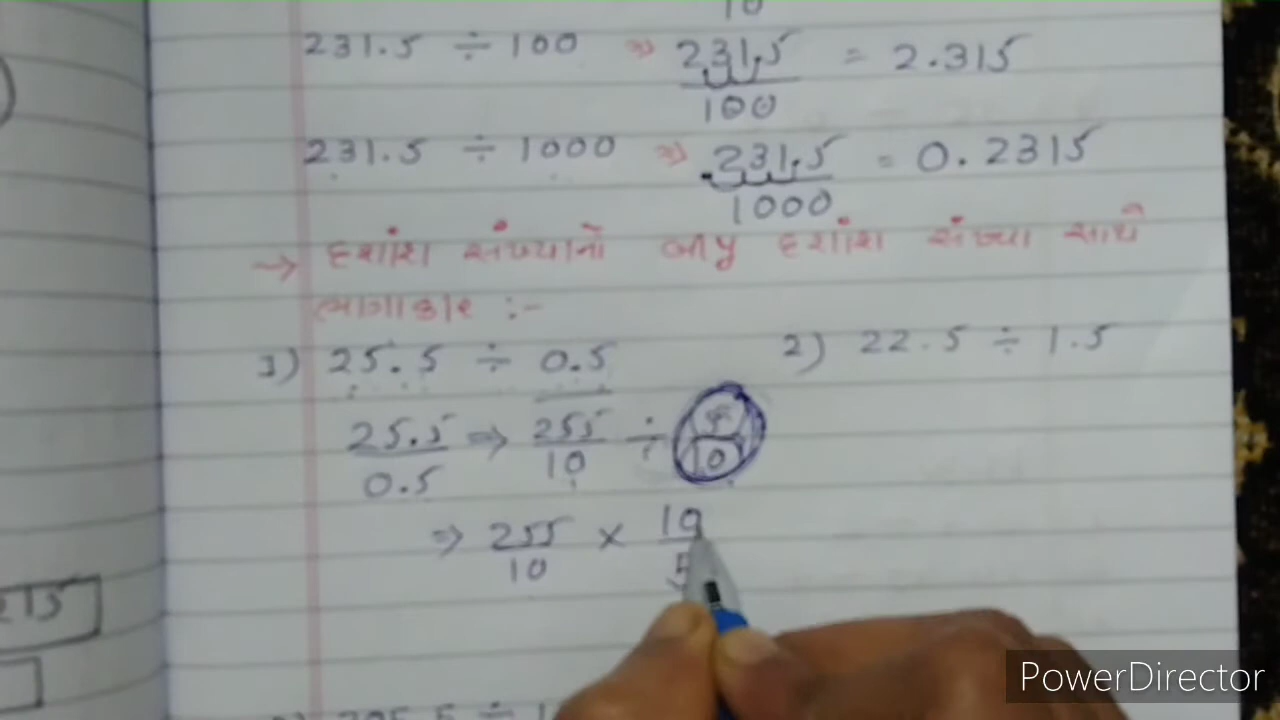 10
231.5 ÷ 100 ⇒ 231.5 = 2.315
100
231.5 ÷ 1000 ⇒ .231.5 = 0.2315
1000
→ દશાંશ સંખ્યાનો બીજી દશાંશ સંખ્યા સાથે
ભાગાકાર :-
1) 25.5 ÷ 0.5
25.5 ⇒ 255 ÷ 5
0.5 10 10
⇒ 255 × 10
10 5
2) 22.5 ÷ 1.5
PowerDirector